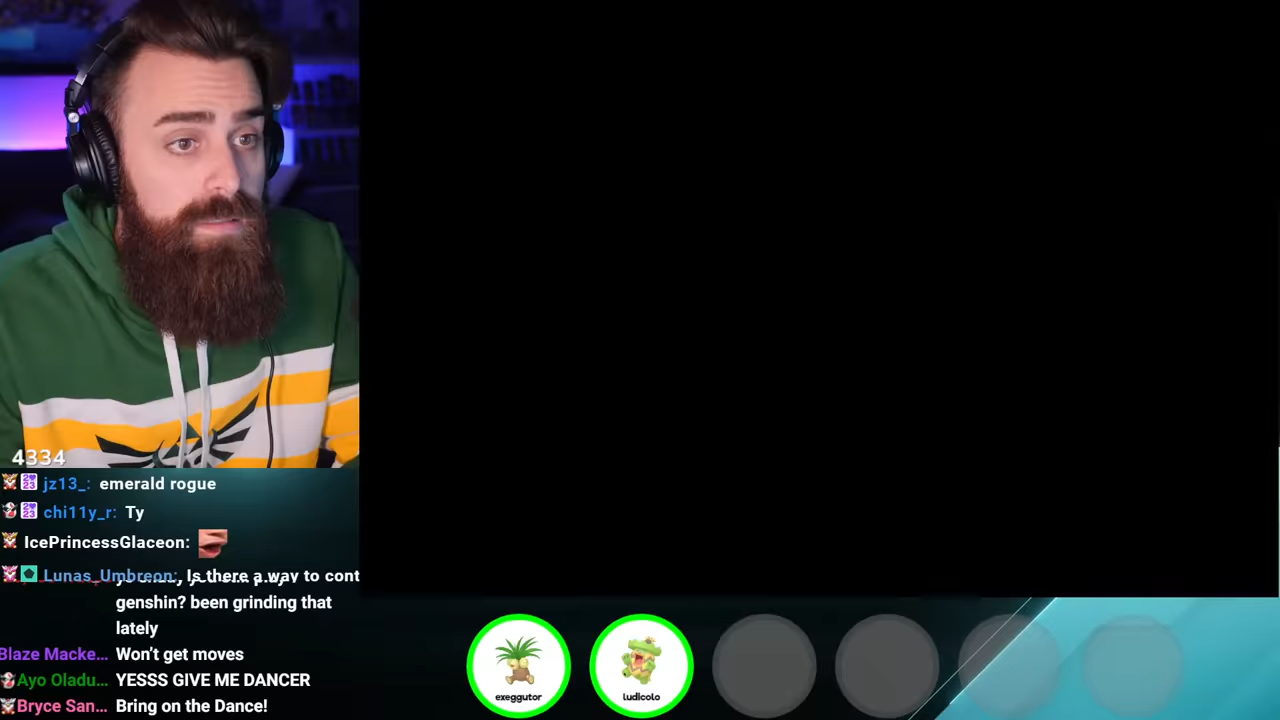 4334
jz13_: emerald rogue
chi11y_r: Ty
IcePrincessGlaceon:
Lunas_Umbreon: Is there a way to cont
genshin? been grinding that
lately
Blaze Macke… Won't get moves
Ayo Oladu… YESSS GIVE ME DANCER
Bryce San… Bring on the Dance!
exeggutor
ludicolo